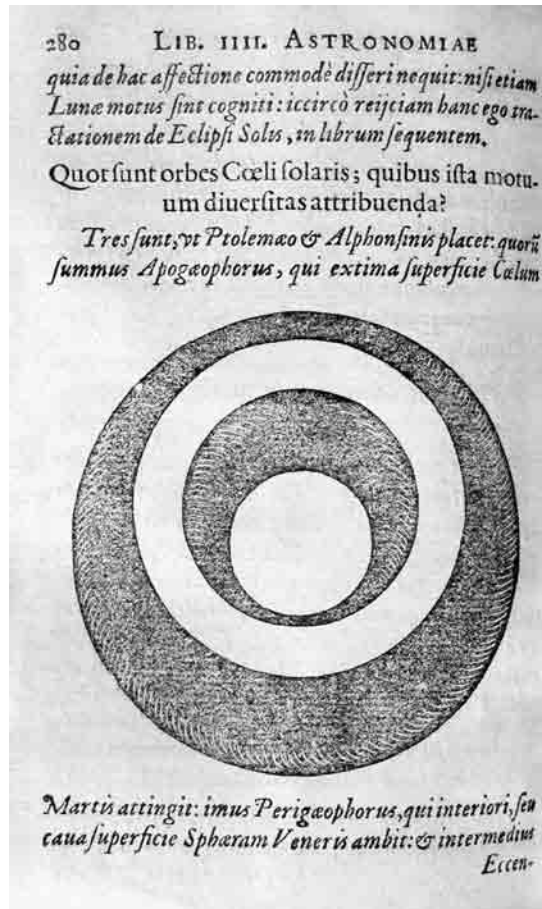 280 LIB. IIII. ASTRONOMIAE
quia de hac affectione commodè disseri nequit: nisi etiam
Lunæ motus sint cogniti: iccircò reijciam hanc ego tra-
ctationem de Eclipsi Solis, in librum sequentem.
Quot sunt orbes Cœli solaris; quibus ista motu-
um diuersitas attribuenda?
Tres sunt, vt Ptolemæo & Alphonsinis placet: quorū
summus Apogæophorus, qui extima superficie Cœlum
Martis attingit: imus Perigæophorus, qui interiori, seu
caua superficie Sphæram Veneris ambit: & intermedius
Eccen-